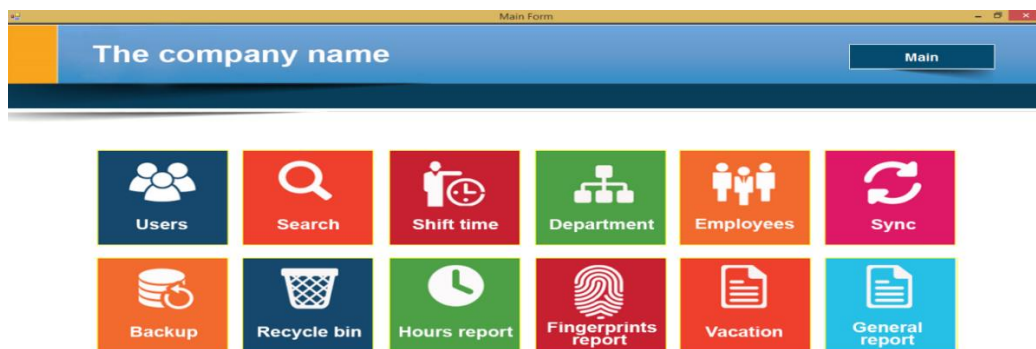 Main Form
The company name
Main
Users
Search
Shift time
Department
Employees
Sync
Backup
Recycle bin
Hours report
Fingerprints
report
Vacation
General
report